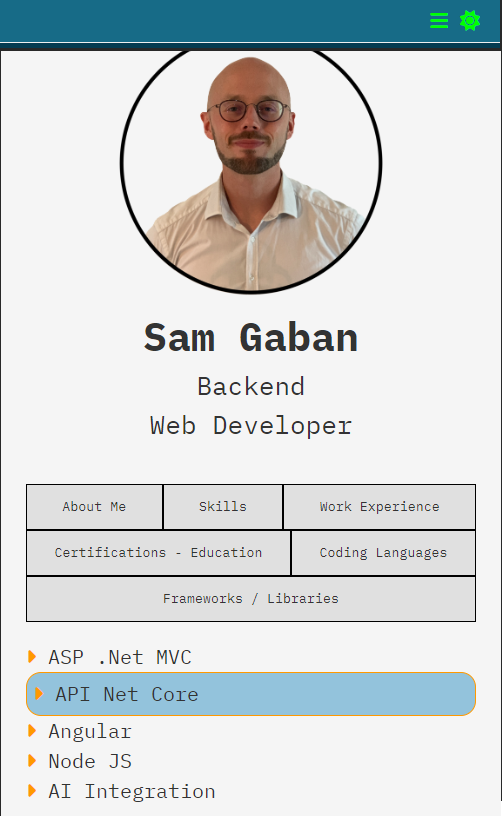 Sam Gaban
Backend
Web Developer
About Me
Skills
Work Experience
Certifications - Education
Coding Languages
Frameworks / Libraries
ASP .Net MVC
API Net Core
Angular
Node JS
AI Integration